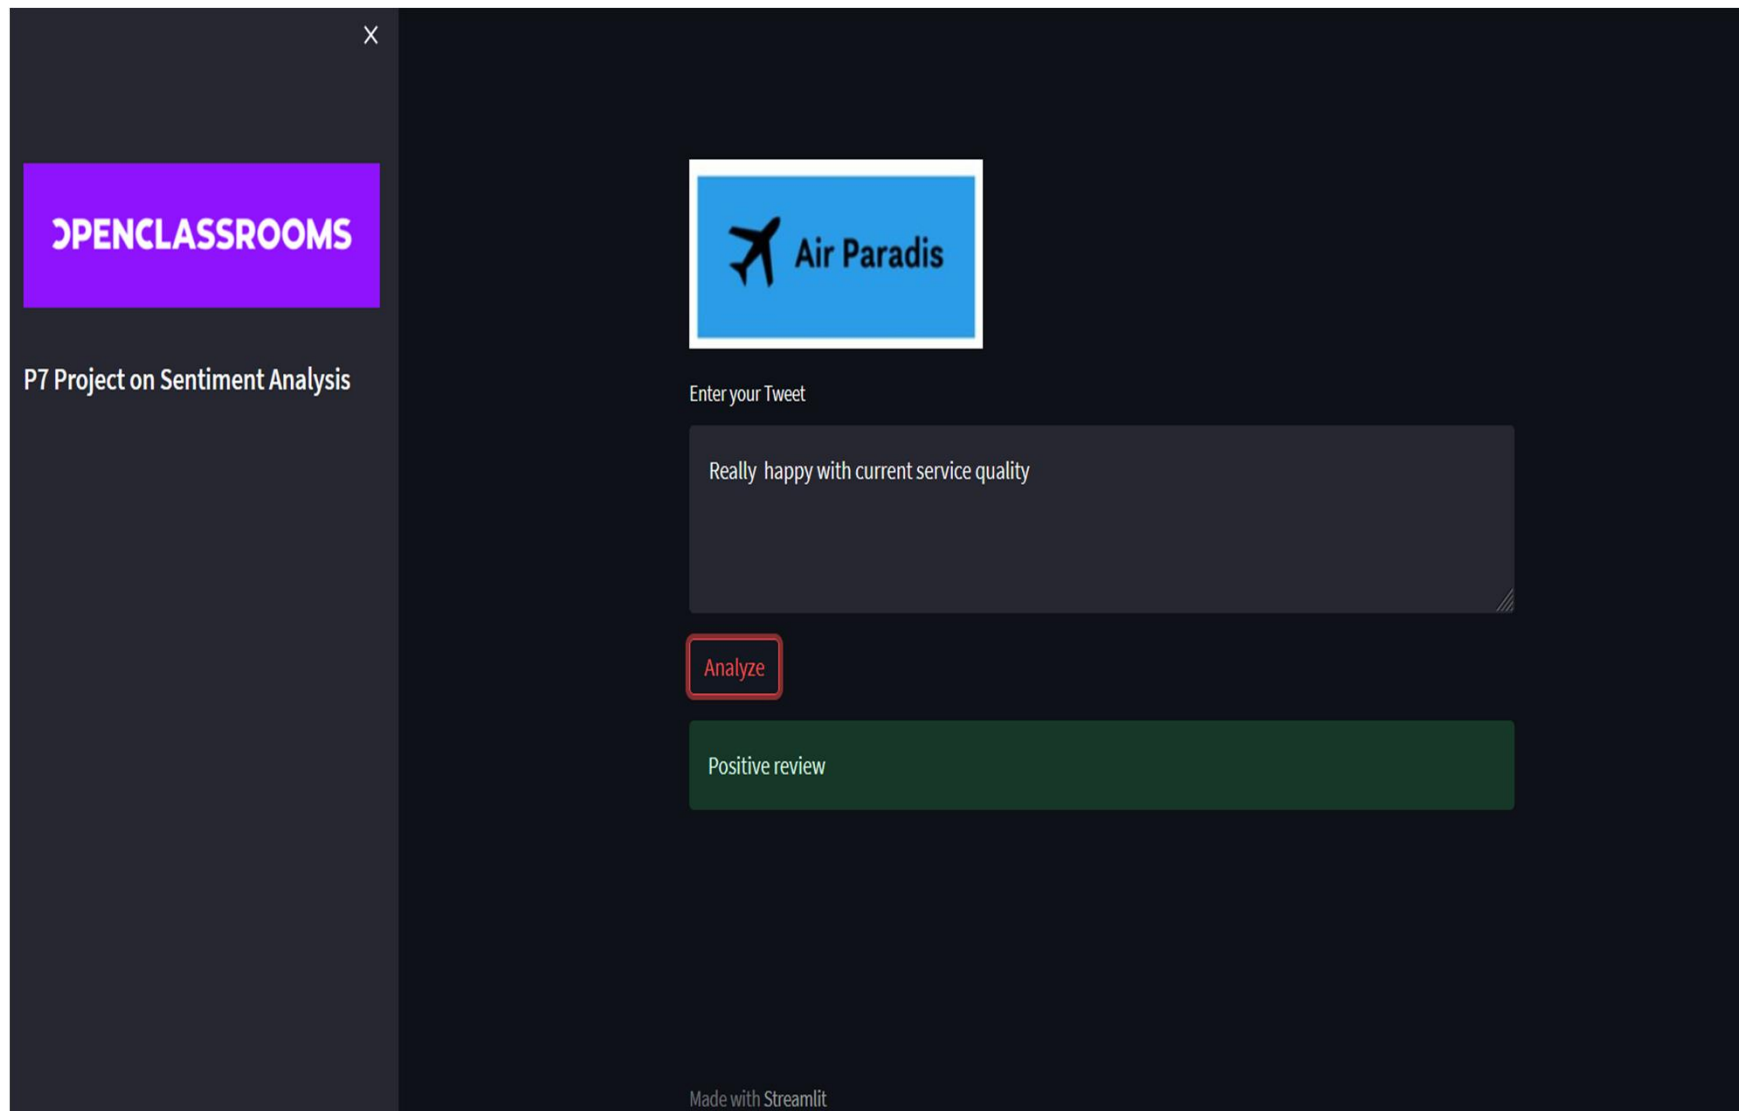 X
OPENCLASSROOMS
P7 Project on Sentiment Analysis
Air Paradis
Enter your Tweet
Really  happy with current service quality
Analyze
Positive review
Made with Streamlit